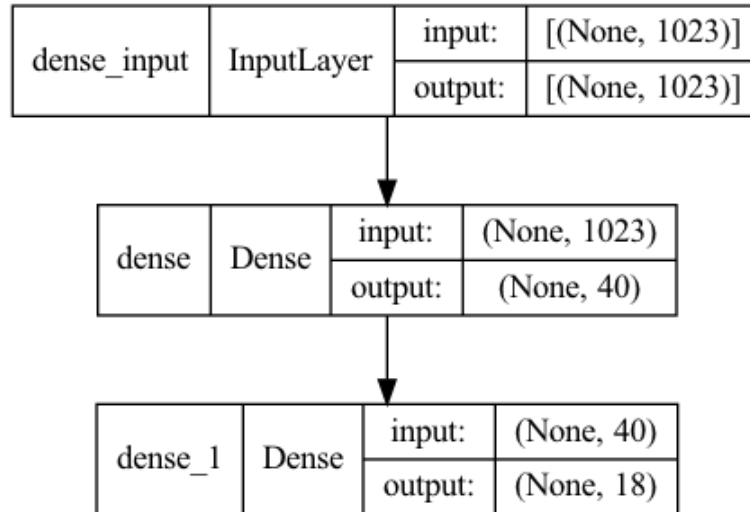 dense_input InputLayer input: [(None, 1023)]
output: [(None, 1023)]
dense Dense input: (None, 1023)
output: (None, 40)
dense_1 Dense input: (None, 40)
output: (None, 18)